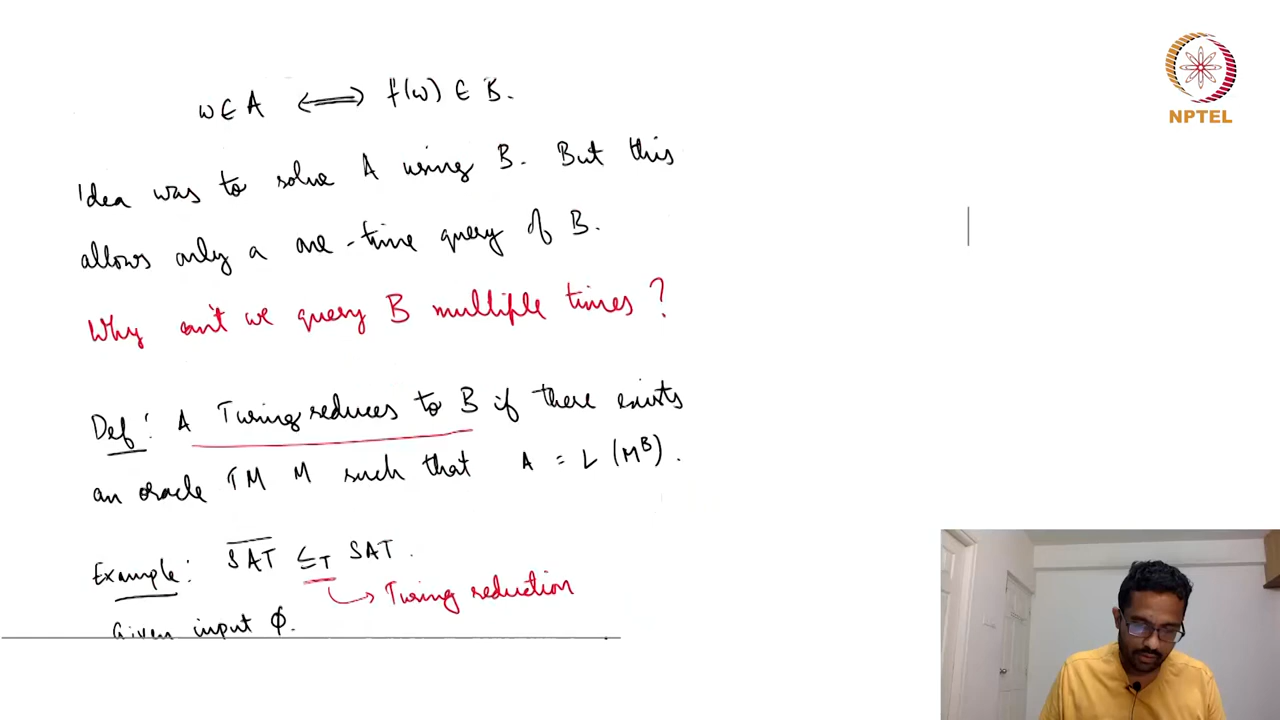 w ∈ A ⟺ f(w) ∈ B.
Idea was to solve A using B. But this
allows only a one-time query of B.
Why can't we query B multiple times?
Def: A Turing reduces to B if there exists
an oracle TM M such that A = L(M^B).
Example: \overline{SAT} ≤_T SAT.
↳ Turing reduction
Given input φ.
NPTEL